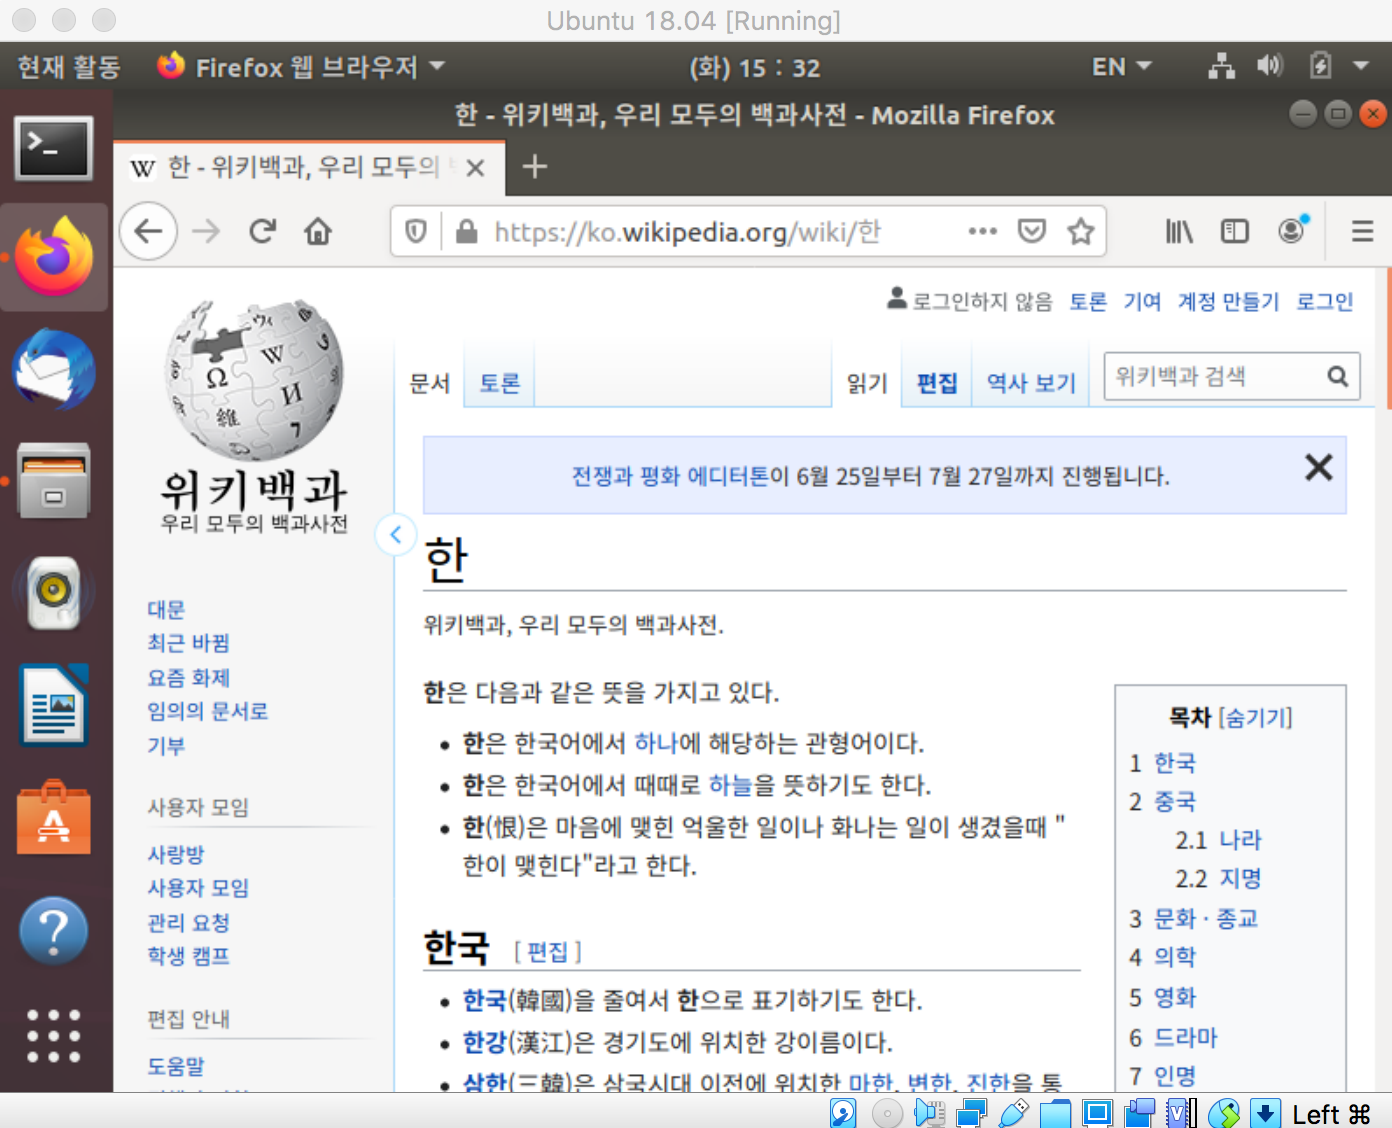 Ubuntu 18.04 [Running]
현재 활동 Firefox 웹 브라우저 (화) 15 : 32 EN
한 - 위키백과, 우리 모두의 백과사전 - Mozilla Firefox
W 한 - 위키백과, 우리 모두의
https://ko.wikipedia.org/wiki/한
로그인하지 않음 토론 기여 계정 만들기 로그인
문서 토론 읽기 편집 역사 보기 위키백과 검색
위키백과
우리 모두의 백과사전
전쟁과 평화 에디터톤이 6월 25일부터 7월 27일까지 진행됩니다.
한
위키백과, 우리 모두의 백과사전.
대문
최근 바뀜
요즘 화제
임의의 문서로
기부
사용자 모임
사랑방
사용자 모임
관리 요청
학생 캠프
편집 안내
도움말
한은 다음과 같은 뜻을 가지고 있다.
• 한은 한국어에서 하나에 해당하는 관형어이다.
• 한은 한국어에서 때때로 하늘을 뜻하기도 한다.
• 한(恨)은 마음에 맺힌 억울한 일이나 화나는 일이 생겼을때 "
한이 맺힌다"라고 한다.
목차 [숨기기]
1 한국
2 중국
2.1 나라
2.2 지명
3 문화 · 종교
4 의학
5 영화
6 드라마
7 인명
한국 [ 편집 ]
• 한국(韓國)을 줄여서 한으로 표기하기도 한다.
• 한강(漢江)은 경기도에 위치한 강이름이다.
• 삼한(三韓)은 삼국시대 이전에 위치한 마한, 변한, 진한을 통
Left ⌘